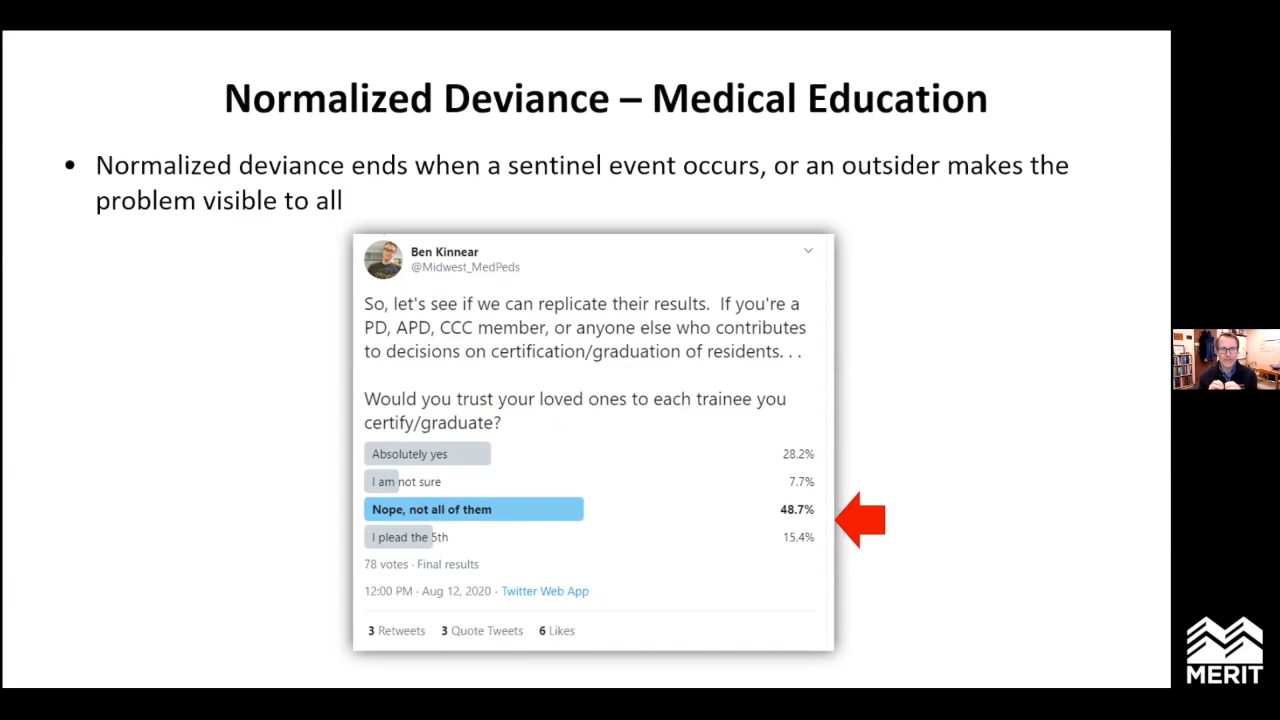 Normalized Deviance – Medical Education
• Normalized deviance ends when a sentinel event occurs, or an outsider makes the
problem visible to all
Ben Kinnear
@Midwest_MedPeds
So, let's see if we can replicate their results. If you're a
PD, APD, CCC member, or anyone else who contributes
to decisions on certification/graduation of residents. . .
Would you trust your loved ones to each trainee you
certify/graduate?
Absolutely yes 28.2%
I am not sure 7.7%
Nope, not all of them 48.7%
I plead the 5th 15.4%
78 votes · Final results
12:00 PM · Aug 12, 2020 · Twitter Web App
3 Retweets 3 Quote Tweets 6 Likes
MERIT